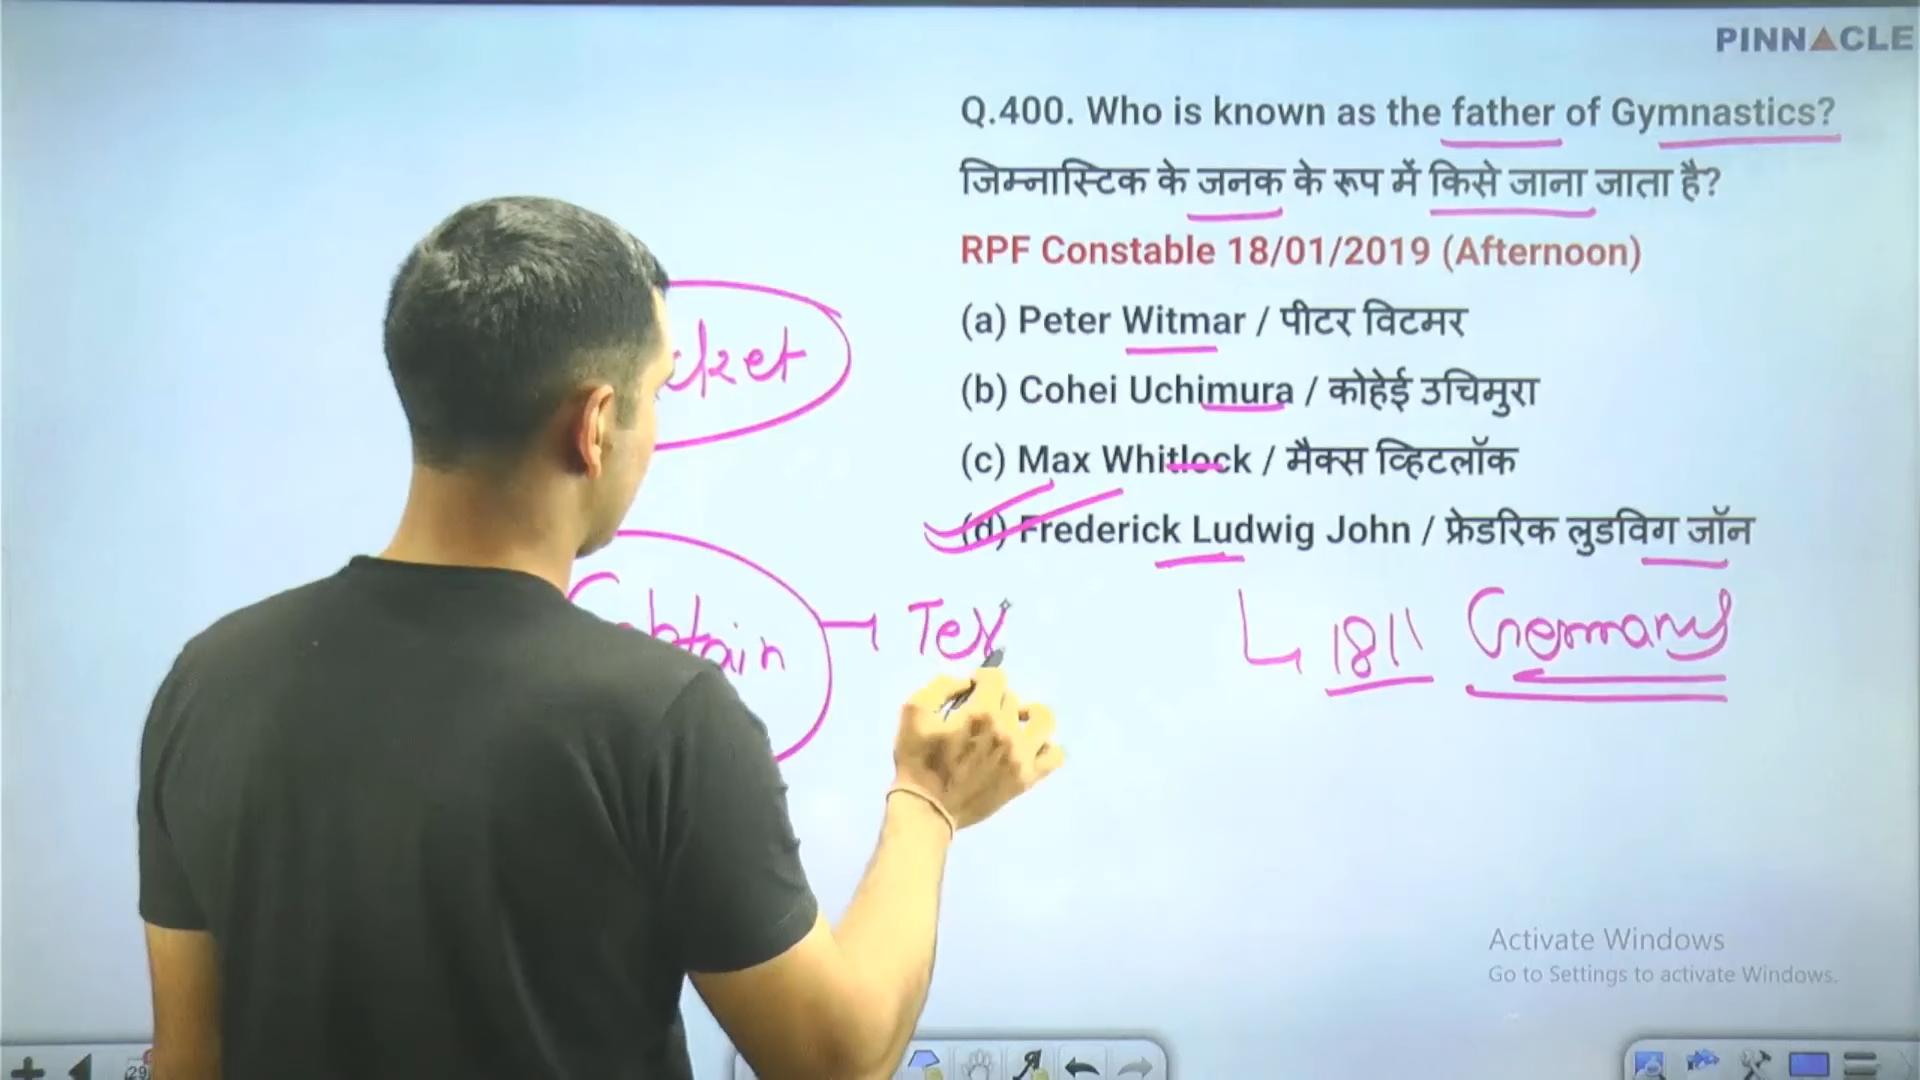 PINNACLE
Q.400. Who is known as the father of Gymnastics?
जिम्नास्टिक के जनक के रूप में किसे जाना जाता है?
RPF Constable 18/01/2019 (Afternoon)
(a) Peter Witmar / पीटर विटमर
(b) Cohei Uchimura / कोहेई उचिमुरा
(c) Max Whitlock / मैक्स व्हिटलॉक
(d) Frederick Ludwig John / फ्रेडरिक लुडविग जॉन
Tex
1811 Germany
Activate Windows
Go to Settings to activate Windows.
29